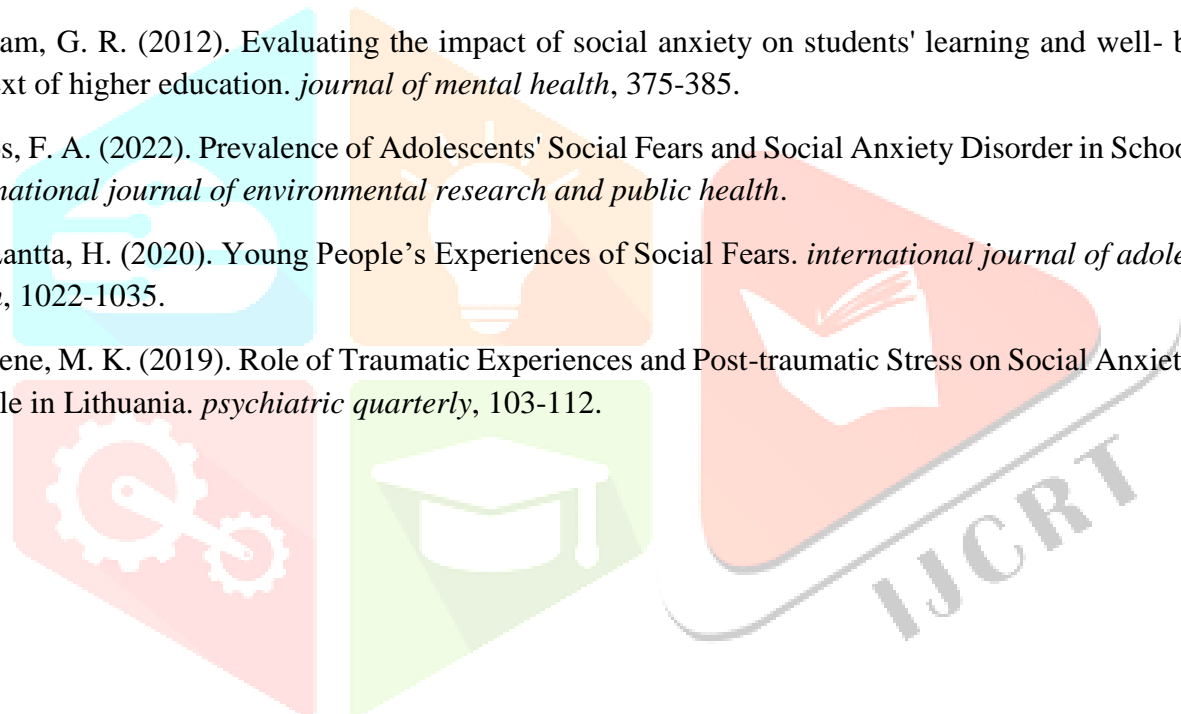 am, G. R. (2012). Evaluating the impact of social anxiety on students' learning and well- b
ext of higher education. journal of mental health, 375-385.
s, F. A. (2022). Prevalence of Adolescents' Social Fears and Social Anxiety Disorder in Schoo
national journal of environmental research and public health.
antta, H. (2020). Young People’s Experiences of Social Fears. international journal of adole
, 1022-1035.
ene, M. K. (2019). Role of Traumatic Experiences and Post-traumatic Stress on Social Anxiet
le in Lithuania. psychiatric quarterly, 103-112.
IJCRT